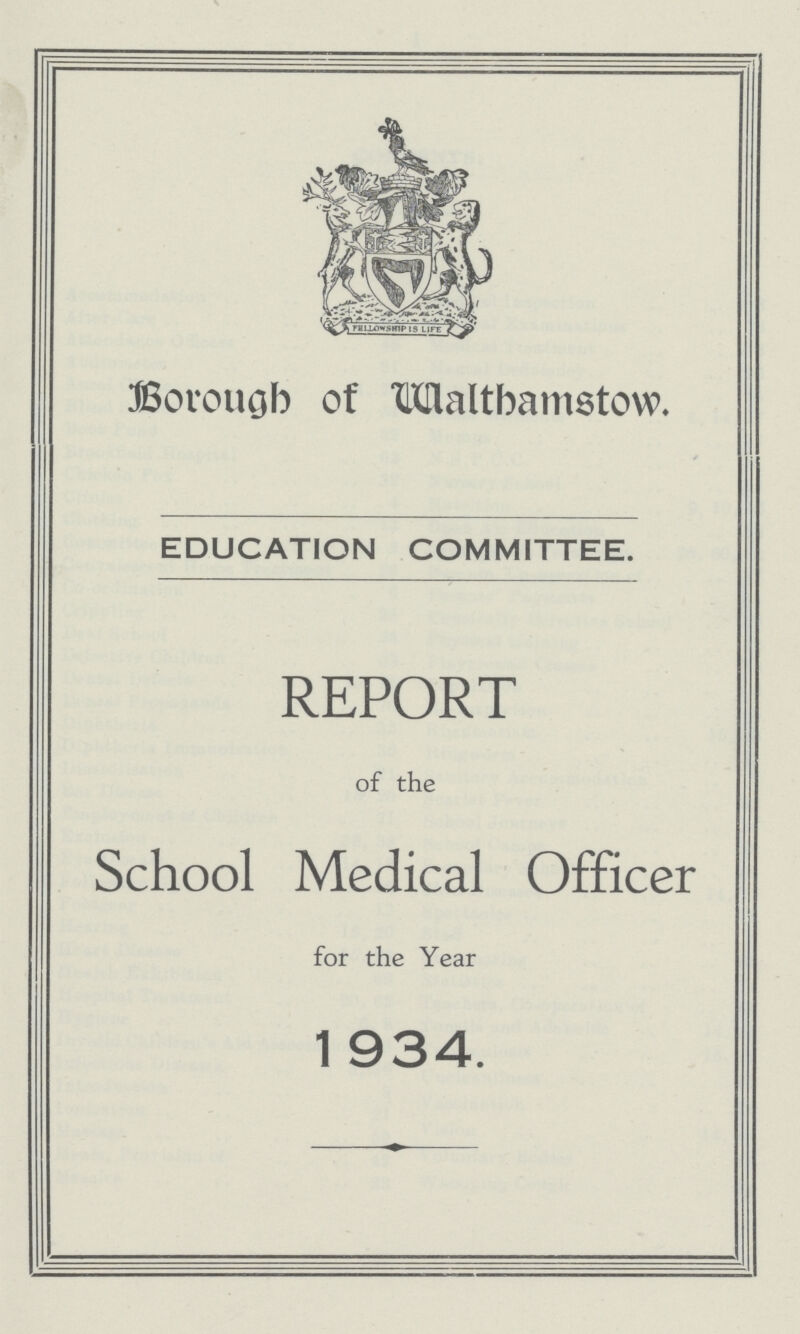 FELLOWSHIP IS LIFE
Borough of Walthamstow.
EDUCATION COMMITTEE.
REPORT
of the
School Medical Officer
for the Year
1934.